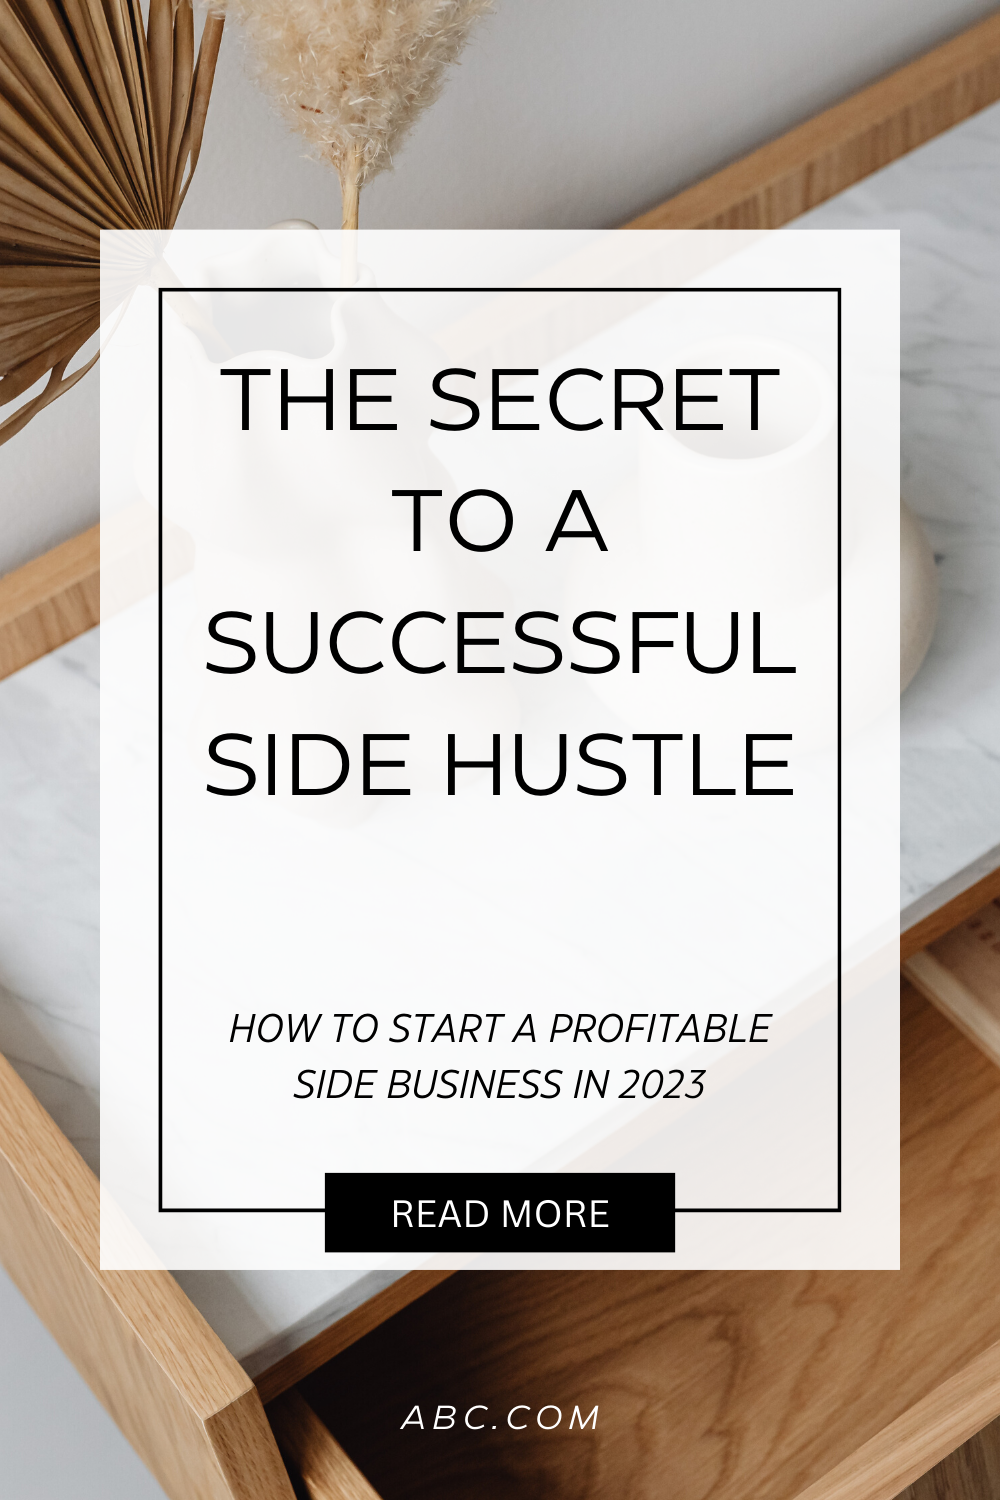 THE SECRET
TO A
SUCCESSFUL
SIDE HUSTLE
HOW TO START A PROFITABLE
SIDE BUSINESS IN 2023
READ MORE
ABC.COM